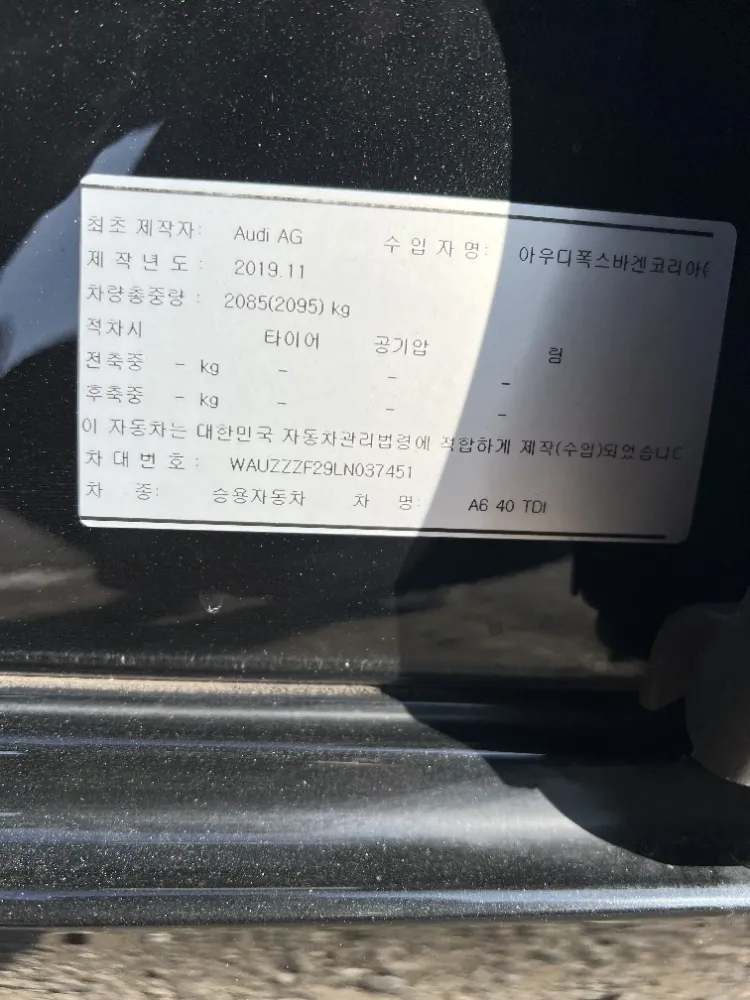 최초 제작자: Audi AG 수 입 자 명: 아우디폭스바겐코리아(
제 작 년 도 : 2019.11
차량총중량 : 2085(2095) kg
적차시 타이어 공기압 림
전축중 - kg - - -
후축중 - kg - - -
이 자동차는 대한민국 자동차관리법령에 적합하게 제작(수입)되었습니다
차 대 번 호 : WAUZZZF29LN037451
차 종: 승용자동차 차 명: A6 40 TDI